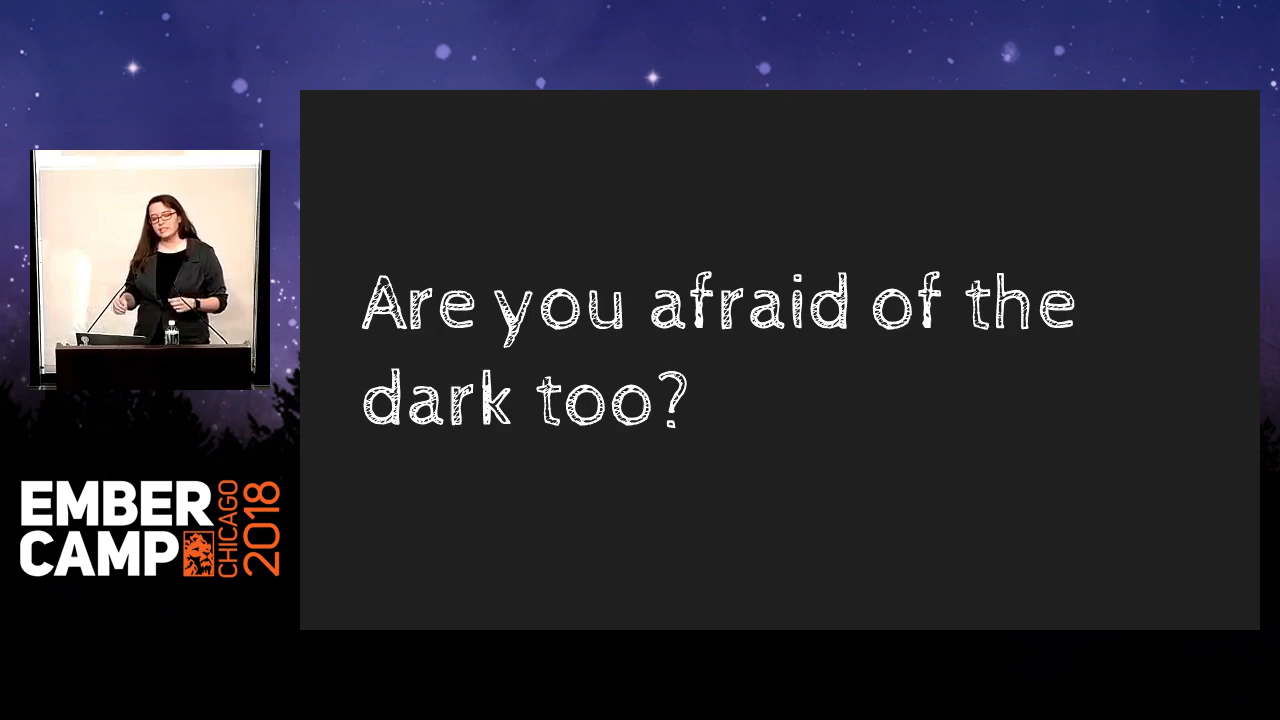 Are you afraid of the
dark too?
EMBER
CAMP
CHICAGO
2018